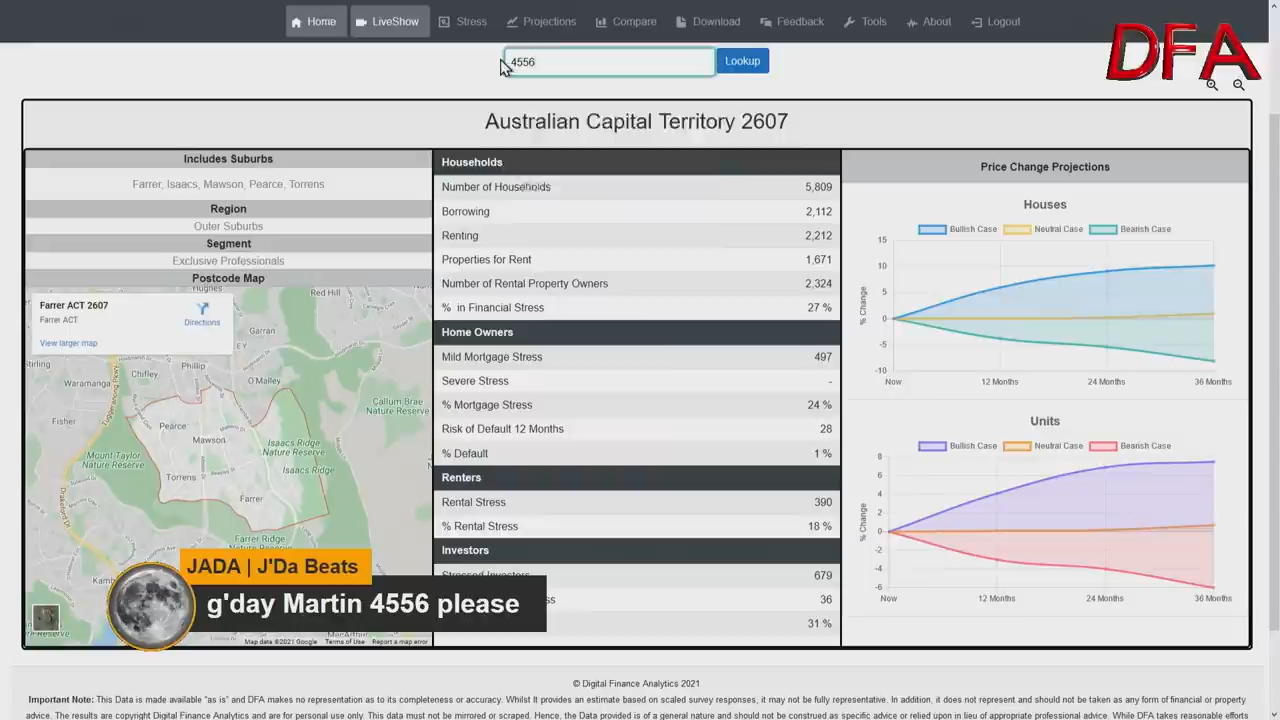 Home
LiveShow
Stress
Projections
Compare
Download
Feedback
Tools
About
Logout
DFA
4556
Lookup
Australian Capital Territory 2607
Includes Suburbs
Farrer, Isaacs, Mawson, Pearce, Torrens
Region
Outer Suburbs
Segment
Exclusive Professionals
Postcode Map
Hughes
Red Hill
Farrer ACT 2607
Farrer ACT
Directions
View larger map
Garran
Stirling
Phillip
Chifley
O'Malley
Waramanga
Fisher
Callum Brae
Nature Reserve
Pearce
Mawson
Isaacs Ridge
Nature Reserve
Mount Taylor
Nature Reserve
Isaacs Ridge
Torrens
Farrer
Farrer Ridge
Map data ©2021 Google
Terms of Use
Report a map error
Households
Number of Households 5,809
Borrowing 2,112
Renting 2,212
Properties for Rent 1,671
Number of Rental Property Owners 2,324
% in Financial Stress 27 %
Home Owners
Mild Mortgage Stress 497
Severe Stress -
% Mortgage Stress 24 %
Risk of Default 12 Months 28
% Default 1 %
Renters
Rental Stress 390
% Rental Stress 18 %
Investors
Stressed Investors 679
36
31 %
Price Change Projections
Houses
Bullish Case Neutral Case Bearish Case
% Change
15
10
5
0
-5
-10
Now 12 Months 24 Months 36 Months
Units
Bullish Case Neutral Case Bearish Case
% Change
8
6
4
2
0
-2
-4
-6
Now 12 Months 24 Months 36 Months
JADA | J'Da Beats
g'day Martin 4556 please
© Digital Finance Analytics 2021
Important Note: This Data is made available “as is” and DFA makes no representation as to its completeness or accuracy. Whilst It provides an estimate based on scaled survey responses, it may not be fully representative. In addition, it does not represent and should not be taken as any form of financial or property
advice. The results are copyright Digital Finance Analytics and are for personal use only. This data must not be mirrored or scraped. Hence, the Data provided is of a general nature and should not be construed as specific advice or relied upon in lieu of appropriate professional advice. While DFA takes reasonable efforts